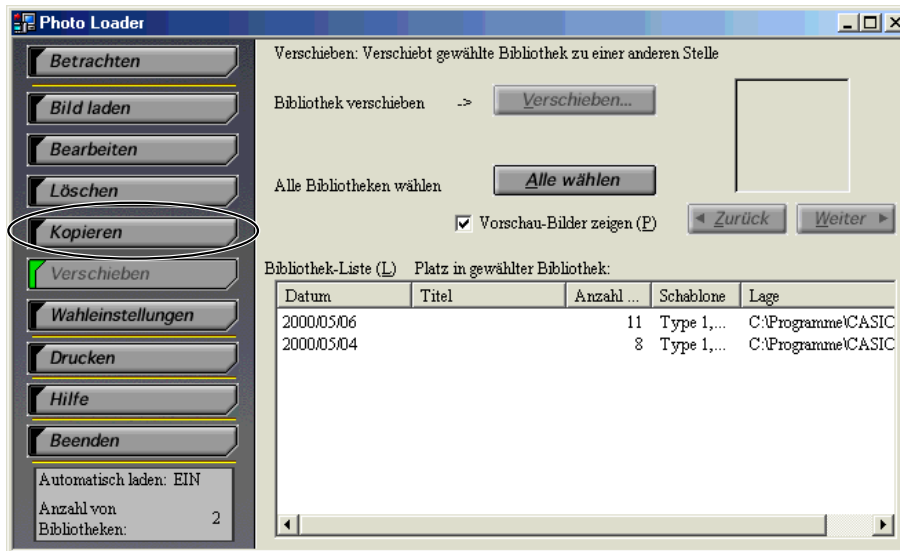 Photo Loader
Betrachten
Bild laden
Bearbeiten
Löschen
Kopieren
Verschieben
Wahleinstellungen
Drucken
Hilfe
Beenden
Automatisch laden: EIN
Anzahl von
Bibliotheken: 2
Verschieben: Verschiebt gewählte Bibliothek zu einer anderen Stelle
Bibliothek verschieben -> Verschieben...
Alle Bibliotheken wählen Alle wählen
Vorschau-Bilder zeigen (P) Zurück Weiter
Bibliothek-Liste (L) Platz in gewählter Bibliothek:
Datum Titel Anzahl ... Schablone Lage
2000/05/06 11 Type 1,... C:\Programme\CASIC
2000/05/04 8 Type 1,... C:\Programme\CASIC